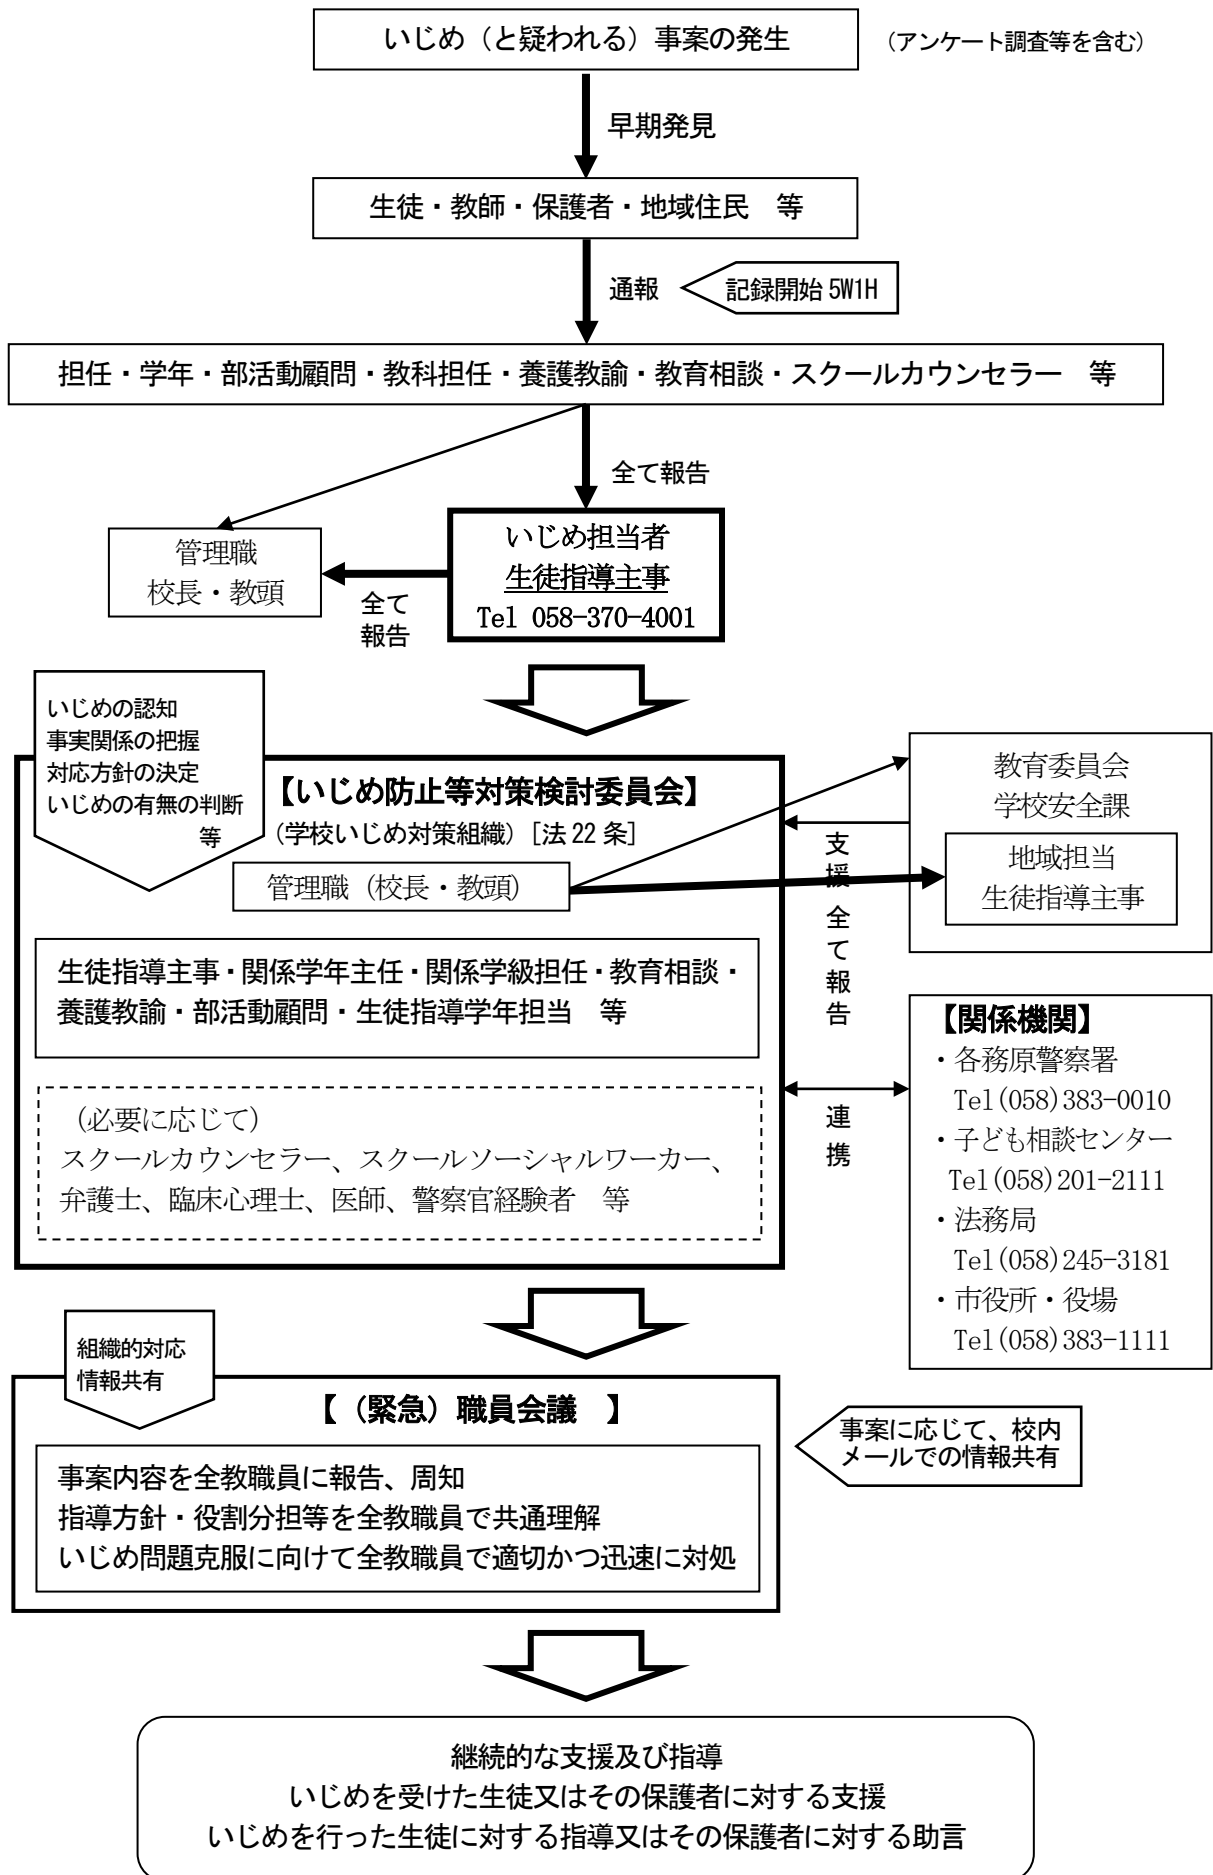 いじめ（と疑われる）事案の発生
（アンケート調査等を含む）
早期発見
生徒・教師・保護者・地域住民　等
通報
記録開始 5W1H
担任・学年・部活動顧問・教科担任・養護教諭・教育相談・スクールカウンセラー　等
全て報告
いじめ担当者
生徒指導主事
Tel 058-370-4001
管理職
校長・教頭
全て
報告
いじめの認知
事実関係の把握
対応方針の決定
いじめの有無の判断
等
【いじめ防止等対策検討委員会】
（学校いじめ対策組織）［法 22 条］
管理職（校長・教頭）
生徒指導主事・関係学年主任・関係学級担任・教育相談・
養護教諭・部活動顧問・生徒指導学年担当　等
（必要に応じて）
スクールカウンセラー、スクールソーシャルワーカー、
弁護士、臨床心理士、医師、警察官経験者　等
支援
全て報告
連携
教育委員会
学校安全課
地域担当
生徒指導主事
【関係機関】
・各務原警察署
Tel(058)383-0010
・子ども相談センター
Tel(058)201-2111
・法務局
Tel(058)245-3181
・市役所・役場
Tel(058)383-1111
組織的対応
情報共有
【（緊急）職員会議　】
事案に応じて、校内
メールでの情報共有
事案内容を全教職員に報告、周知
指導方針・役割分担等を全教職員で共通理解
いじめ問題克服に向けて全教職員で適切かつ迅速に対処
継続的な支援及び指導
いじめを受けた生徒又はその保護者に対する支援
いじめを行った生徒に対する指導又はその保護者に対する助言